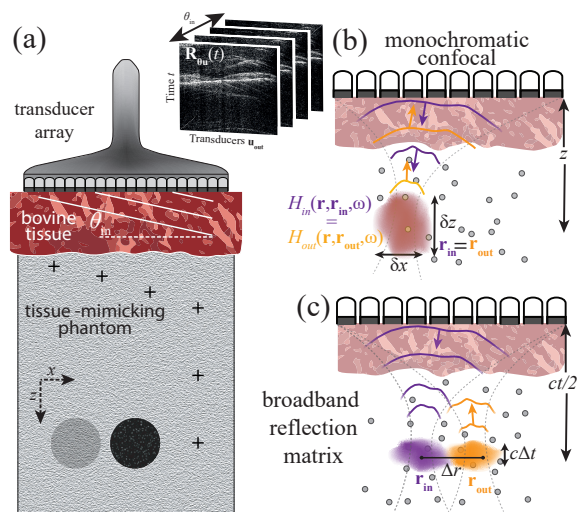 (a)
θin
Rθu(t)
Time t
Transducers uout
transducer
array
bovine
tissue
θin
tissue-mimicking
phantom
x
z
(b)
monochromatic
confocal
z
Hin(r,rin,ω)
=
Hout(r,rout,ω)
δz
rin=rout
δx
(c)
broadband
reflection
matrix
ct/2
cΔt
Δr
rin
rout